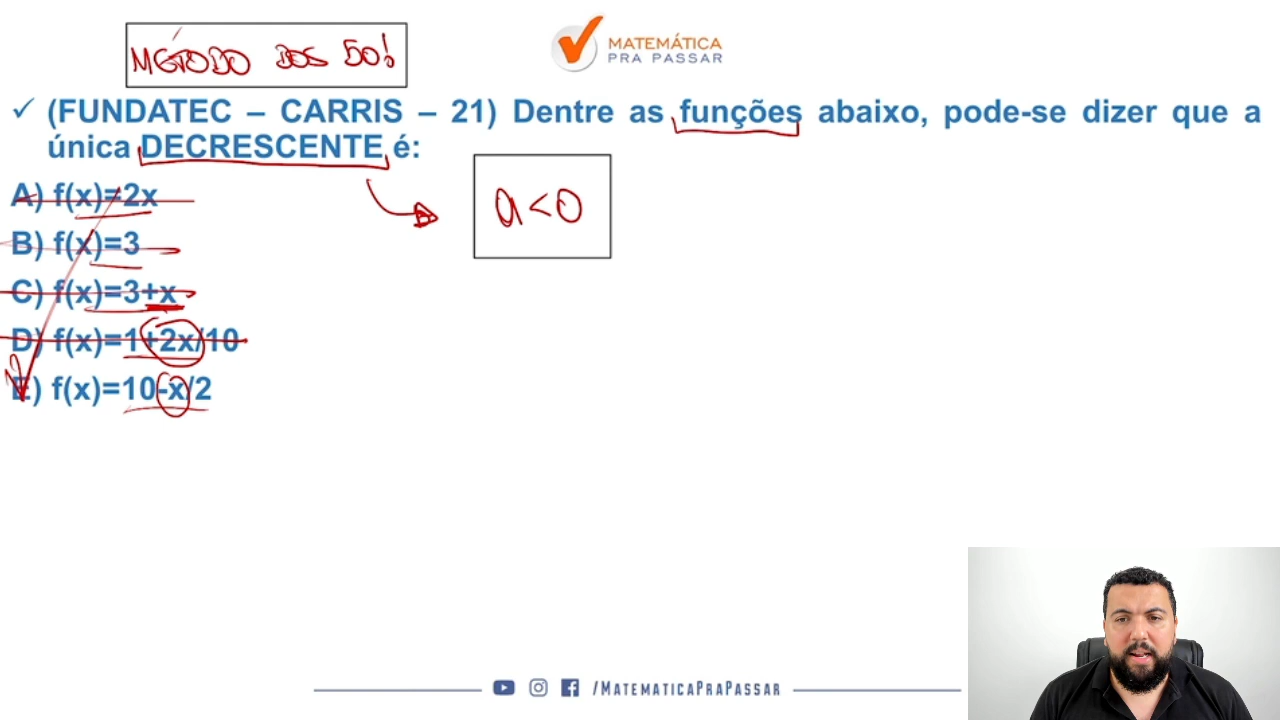 MÉTODO DOS 50!
MATEMÁTICA
PRA PASSAR
✓ (FUNDATEC – CARRIS – 21) Dentre as funções abaixo, pode-se dizer que a
única DECRESCENTE é:
A) f(x)=2x
a<0
B) f(x)=3
C) f(x)=3+x
D) f(x)=1+2x/10
E) f(x)=10-x/2
/MATEMATICAPRAPASSAR